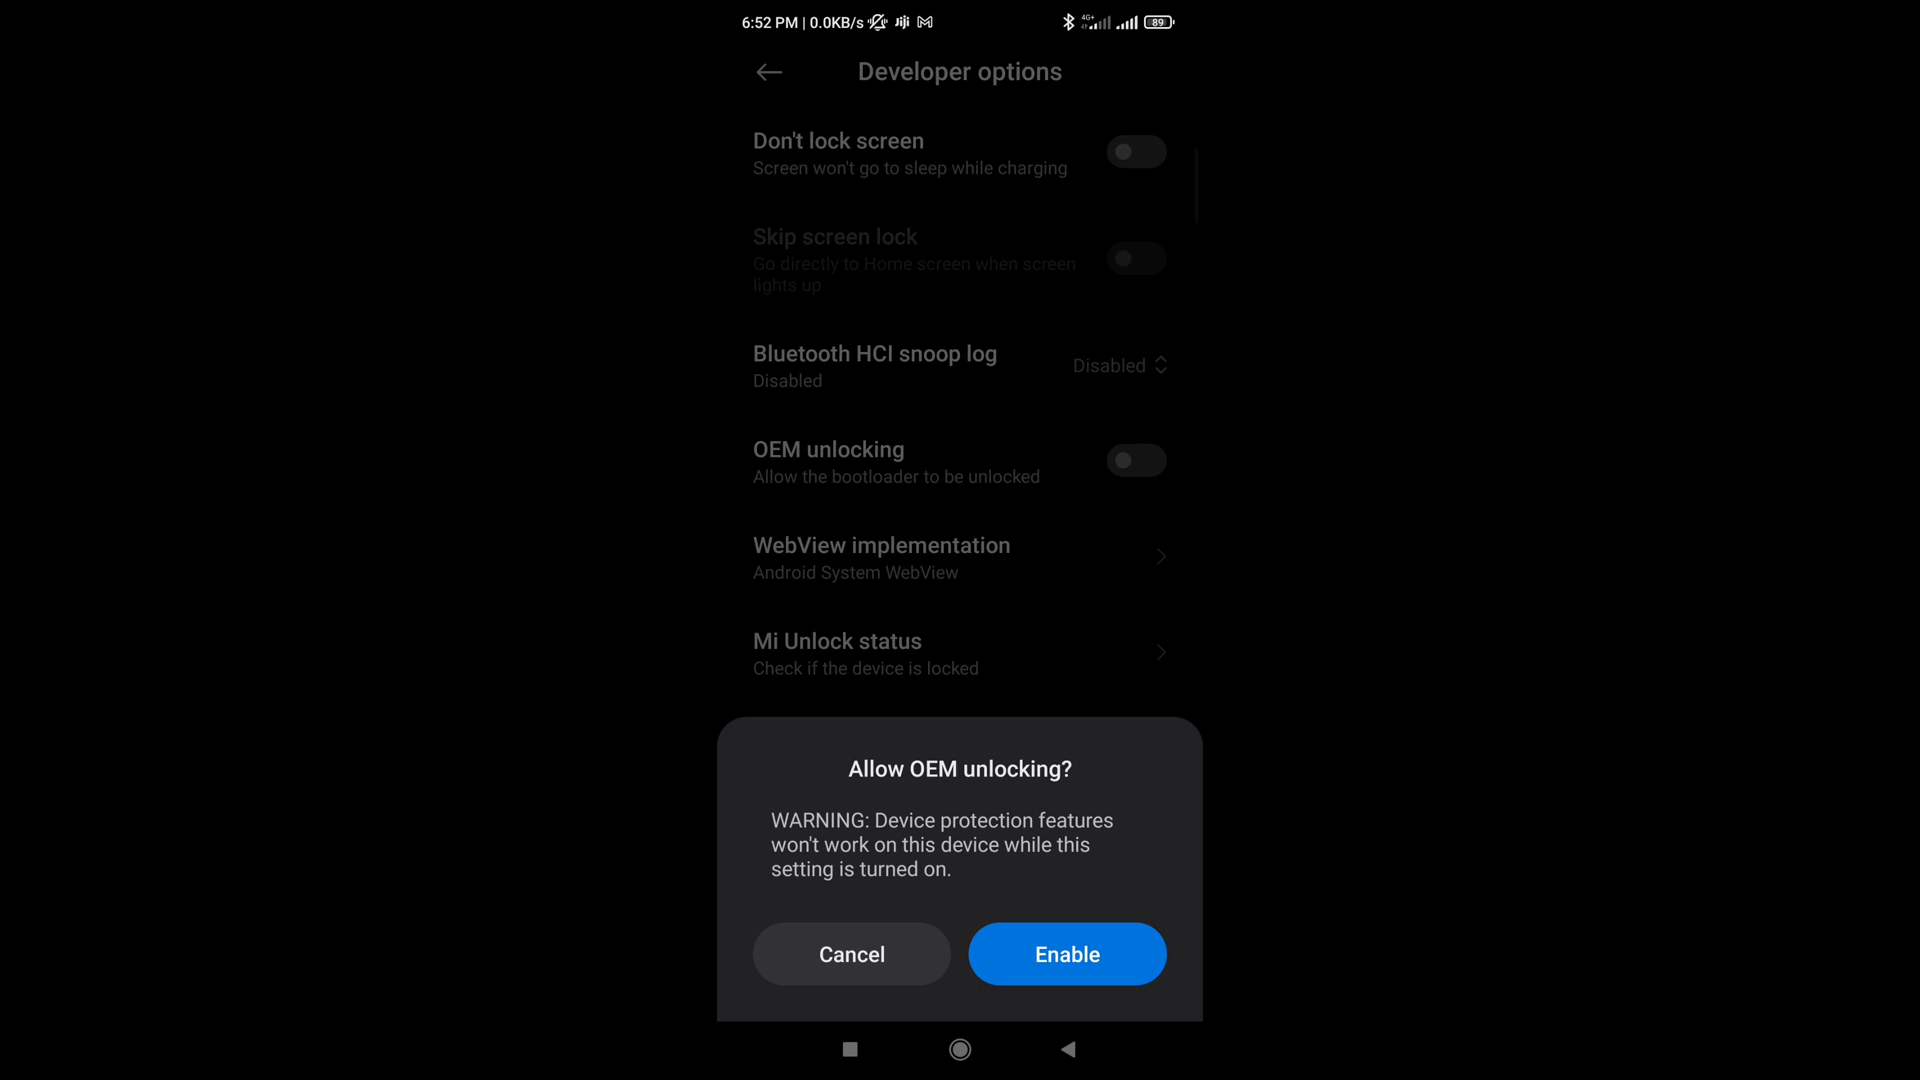 6:52 PM | 0.0KB/s Jiji 4G+ 89
Developer options
Don't lock screen
Screen won't go to sleep while charging
Skip screen lock
Go directly to Home screen when screen
lights up
Bluetooth HCI snoop log
Disabled
Disabled
OEM unlocking
Allow the bootloader to be unlocked
WebView implementation
Android System WebView
Mi Unlock status
Check if the device is locked
Allow OEM unlocking?
WARNING: Device protection features
won't work on this device while this
setting is turned on.
Cancel Enable